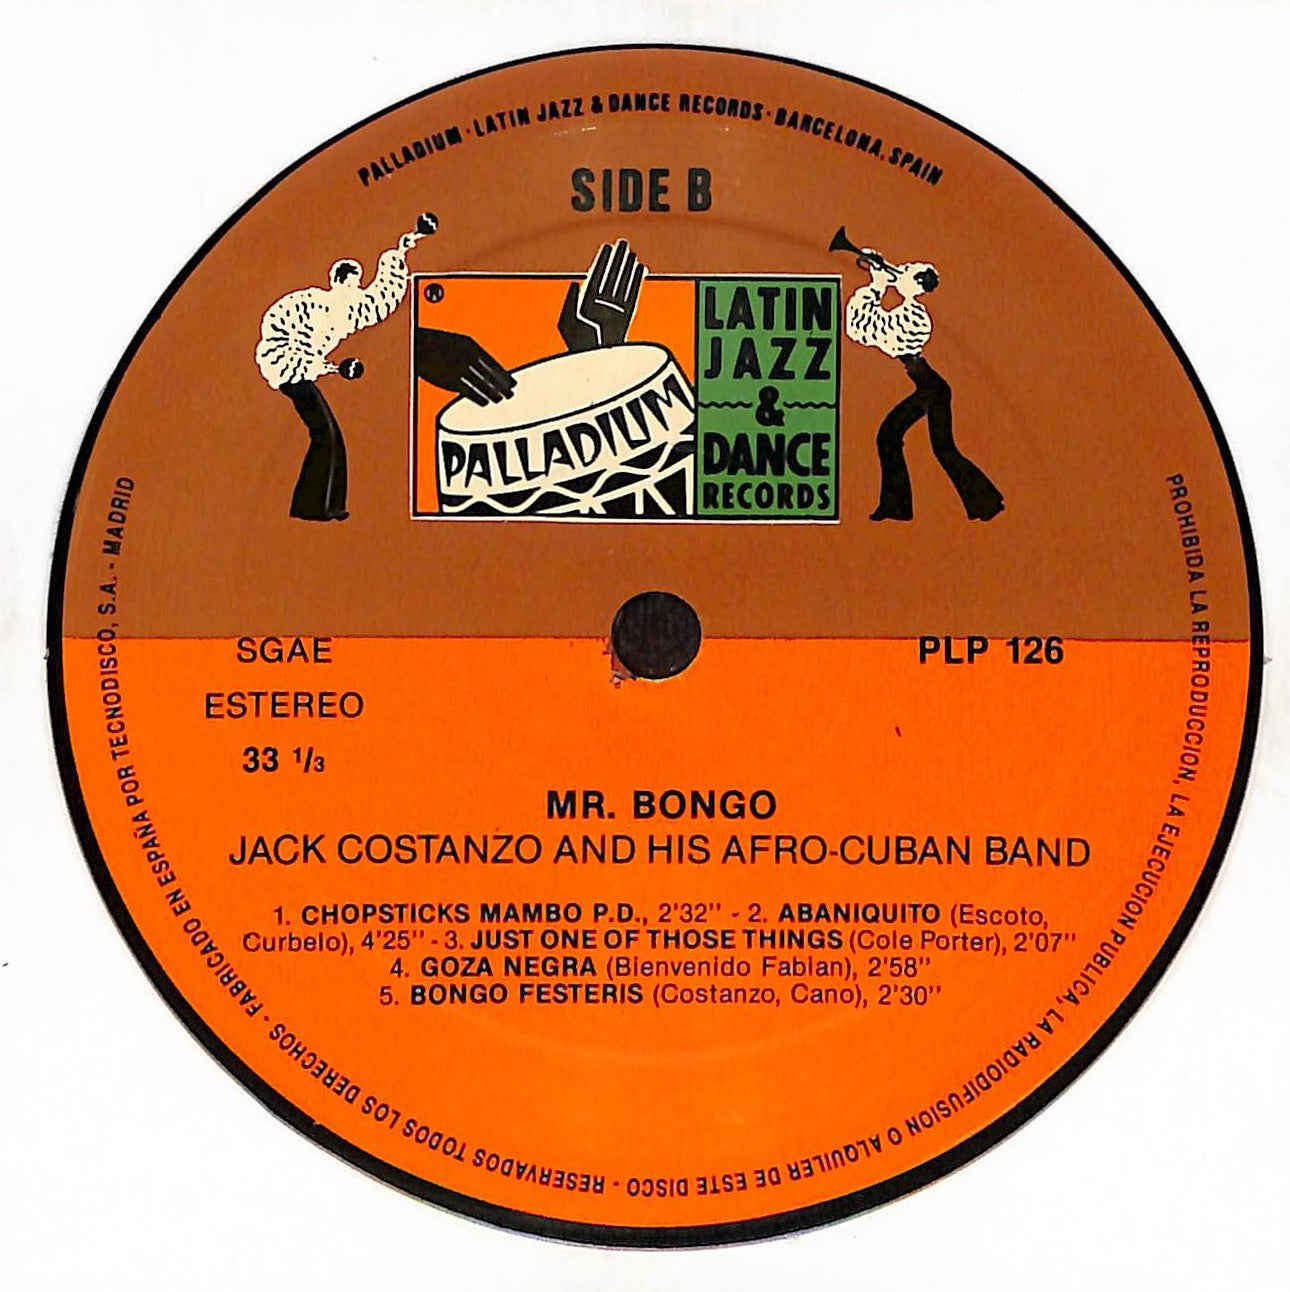 PALLADIUM · LATIN JAZZ & DANCE RECORDS · BARCELONA, SPAIN
SIDE B
®
PALLADIUM
LATIN
JAZZ
&
DANCE
RECORDS
SGAE
PLP 126
ESTEREO
33 1/3
MR. BONGO
JACK COSTANZO AND HIS AFRO-CUBAN BAND
1. CHOPSTICKS MAMBO P.D., 2'32'' - 2. ABANIQUITO (Escoto,
Curbelo), 4'25'' - 3. JUST ONE OF THOSE THINGS (Cole Porter), 2'07''
4. GOZA NEGRA (Bienvenido Fabian), 2'58''
5. BONGO FESTERIS (Costanzo, Cano), 2'30''
PROHIBIDA LA REPRODUCCION, LA EJECUCION PUBLICA, LA RADIODIFUSION O ALQUILER DE ESTE DISCO - RESERVADOS TODOS LOS DERECHOS - FABRICADO EN ESPAÑA POR TECNODISCO, S.A. - MADRID